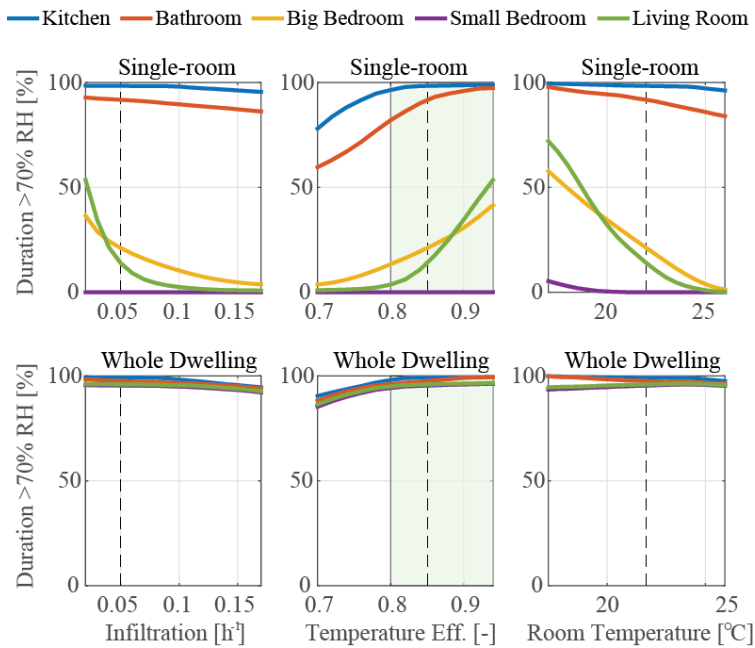 Kitchen Bathroom Big Bedroom Small Bedroom Living Room
Single-room Single-room Single-room
Duration >70% RH [%]
100 100 100
50 50 50
0 0 0
0.05 0.1 0.15 0.7 0.8 0.9 20 25
Whole Dwelling Whole Dwelling Whole Dwelling
Duration >70% RH [%]
100 100 100
50 50 50
0 0 0
0.05 0.1 0.15 0.7 0.8 0.9 20 25
Infiltration [h⁻¹] Temperature Eff. [-] Room Temperature [°C]